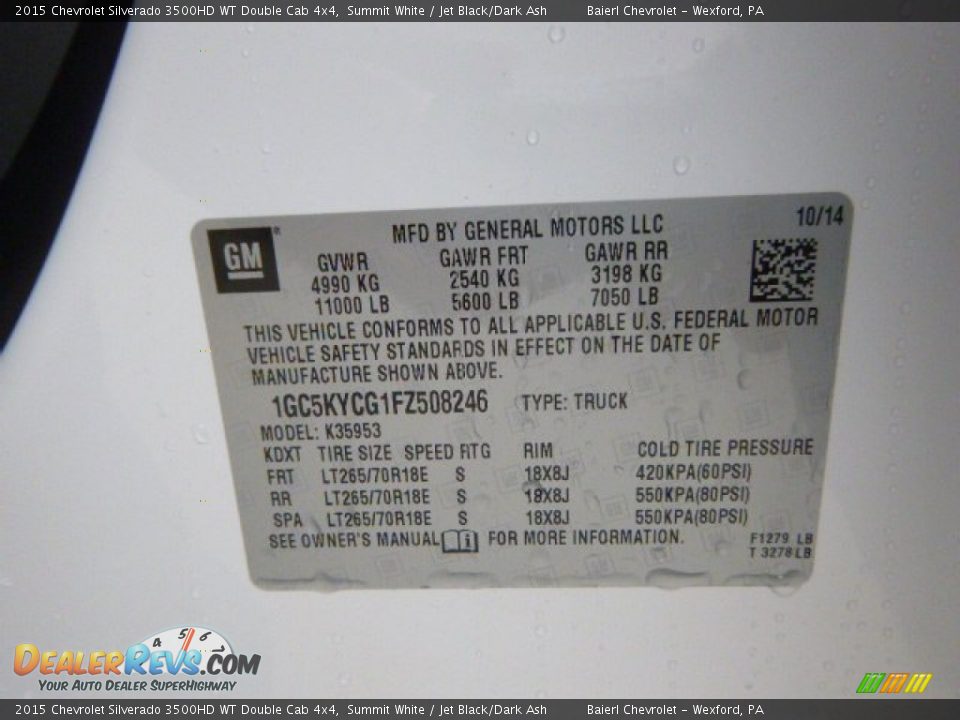 2015 Chevrolet Silverado 3500HD WT Double Cab 4x4,  Summit White / Jet Black/Dark Ash  Baierl Chevrolet - Wexford, PA
GM®
MFD BY GENERAL MOTORS LLC 10/14
GVWR GAWR FRT GAWR RR
4990 KG 2540 KG 3198 KG
11000 LB 5600 LB 7050 LB
THIS VEHICLE CONFORMS TO ALL APPLICABLE U.S. FEDERAL MOTOR
VEHICLE SAFETY STANDARDS IN EFFECT ON THE DATE OF
MANUFACTURE SHOWN ABOVE.
1GC5KYCG1FZ508246 TYPE: TRUCK
MODEL: K35953
KDXT TIRE SIZE SPEED RTG RIM COLD TIRE PRESSURE
FRT LT265/70R18E S 18X8J 420KPA(60PSI)
RR LT265/70R18E S 18X8J 550KPA(80PSI)
SPA LT265/70R18E S 18X8J 550KPA(80PSI)
SEE OWNER'S MANUAL i FOR MORE INFORMATION.
F1279 LB
T 3278 LB
4 5 6
DealerRevs.com
Your Auto Dealer SuperHighway
2015 Chevrolet Silverado 3500HD WT Double Cab 4x4,  Summit White / Jet Black/Dark Ash  Baierl Chevrolet - Wexford, PA